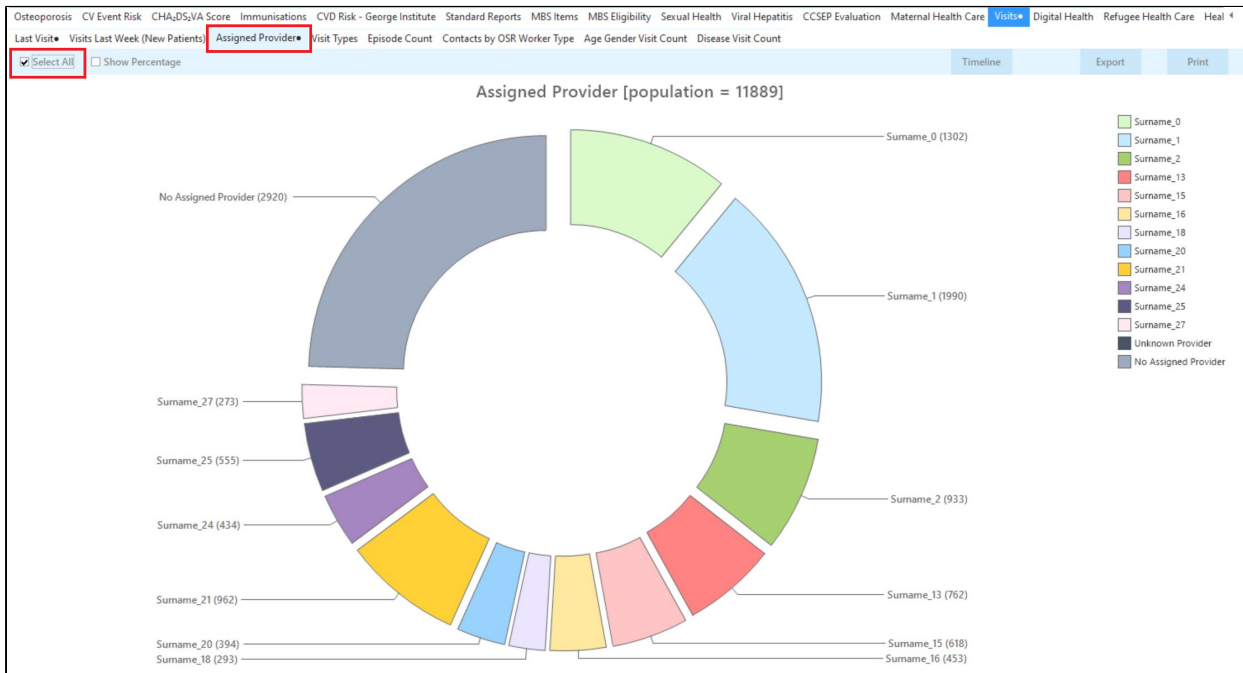 Osteoporosis CV Event Risk CHA₂DS₂VA Score Immunisations CVD Risk - George Institute Standard Reports MBS Items MBS Eligibility Sexual Health Viral Hepatitis CCSEP Evaluation Maternal Health Care Visits● Digital Health Refugee Health Care Heal
Last Visit● Visits Last Week (New Patients) Assigned Provider● Visit Types Episode Count Contacts by OSR Worker Type Age Gender Visit Count Disease Visit Count
Select All Show Percentage Timeline Export Print
Assigned Provider [population = 11889]
Surname_0 (1302)
No Assigned Provider (2920)
Surname_1 (1990)
Surname_27 (273)
Surname_25 (555)
Surname_2 (933)
Surname_24 (434)
Surname_13 (762)
Surname_21 (962)
Surname_20 (394)
Surname_15 (618)
Surname_18 (293)
Surname_16 (453)
Surname_0
Surname_1
Surname_2
Surname_13
Surname_15
Surname_16
Surname_18
Surname_20
Surname_21
Surname_24
Surname_25
Surname_27
Unknown Provider
No Assigned Provider